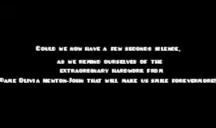 Could we now have a few seconds silence,
as we remind ourselves of the
extraordinary hardwork from
Dame Olivia Newton-John that will make us smile forevermore!